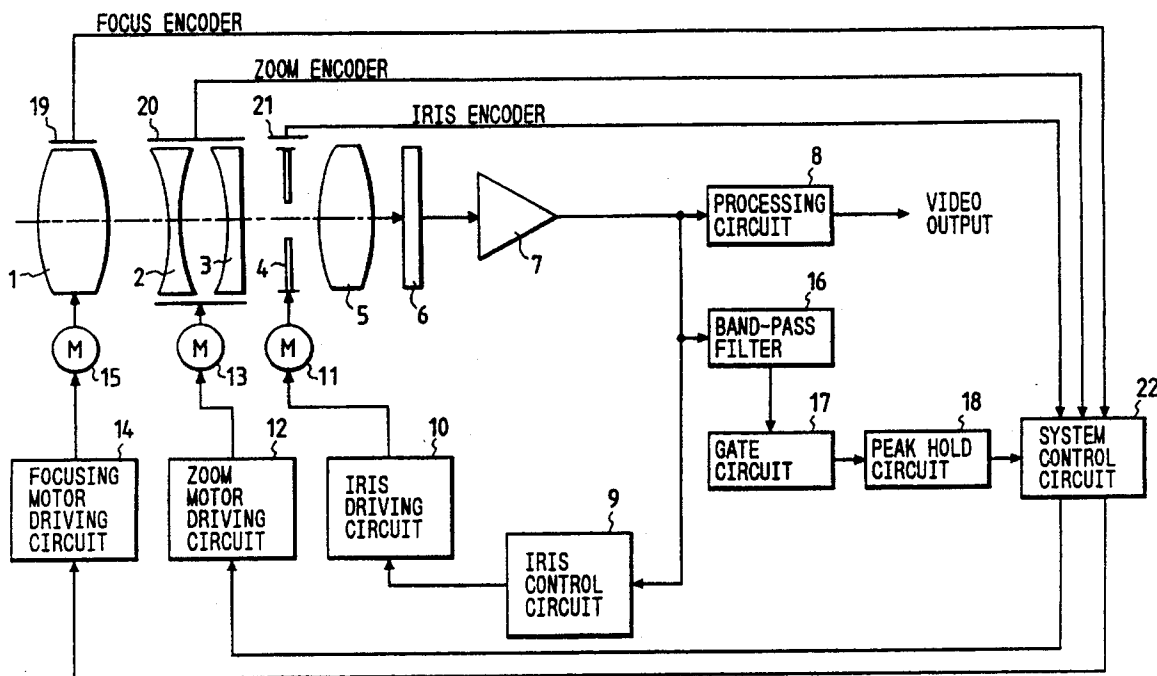 FOCUS ENCODER
ZOOM ENCODER
19
20
21
IRIS ENCODER
8
PROCESSING
CIRCUIT
VIDEO
OUTPUT
1
2
3
4
5
6
7
16
BAND-PASS
FILTER
M
15
M
13
M
11
14
FOCUSING
MOTOR
DRIVING
CIRCUIT
12
ZOOM
MOTOR
DRIVING
CIRCUIT
10
IRIS
DRIVING
CIRCUIT
17
GATE
CIRCUIT
18
PEAK HOLD
CIRCUIT
22
SYSTEM
CONTROL
CIRCUIT
9
IRIS
CONTROL
CIRCUIT